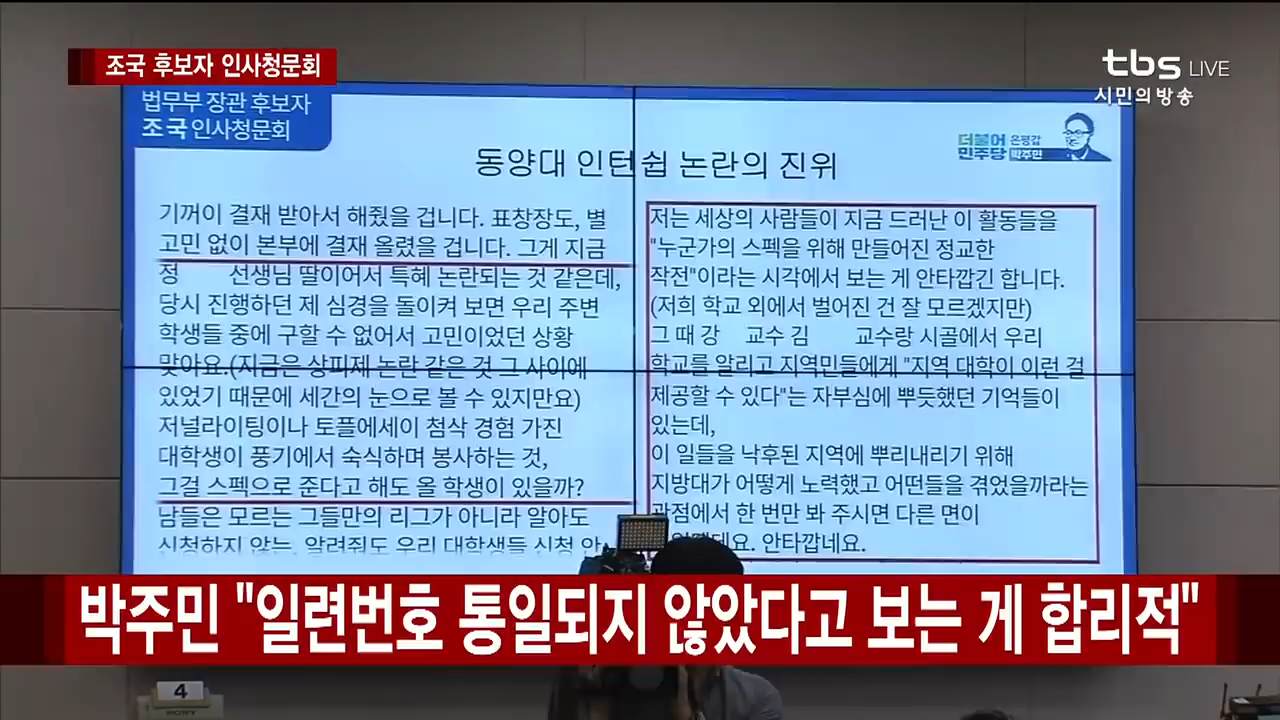 조국 후보자 인사청문회
tbs LIVE
시민의방송
법무부 장관 후보자
조국 인사청문회
더불어민주당 은평갑 박주민
동양대 인턴쉽 논란의 진위
기꺼이 결재 받아서 해줬을 겁니다. 표창장도, 별
고민 없이 본부에 결재 올렸을 겁니다. 그게 지금
정 선생님 딸이어서 특혜 논란되는 것 같은데,
당시 진행하던 제 심경을 돌이켜 보면 우리 주변
학생들 중에 구할 수 없어서 고민이었던 상황
맞아요.(지금은 상피제 논란 같은 것 그 사이에
있었기 때문에 세간의 눈으로 볼 수 있지만요)
저널라이팅이나 토플에세이 첨삭 경험 가진
대학생이 풍기에서 숙식하며 봉사하는 것,
그걸 스펙으로 준다고 해도 올 학생이 있을까?
남들은 모르는 그들만의 리그가 아니라 알아도
신청하지 않는, 알려줘도 우리 대학생들 신청 안
저는 세상의 사람들이 지금 드러난 이 활동들을
"누군가의 스펙을 위해 만들어진 정교한
작전"이라는 시각에서 보는 게 안타깝긴 합니다.
(저희 학교 외에서 벌어진 건 잘 모르겠지만)
그 때 강 교수 김 교수랑 시골에서 우리
학교를 알리고 지역민들에게 "지역 대학이 이런 걸
제공할 수 있다"는 자부심에 뿌듯했던 기억들이
있는데,
이 일들을 낙후된 지역에 뿌리내리기 위해
지방대가 어떻게 노력했고 어떤들을 겪었을까라는
관점에서 한 번만 봐 주시면 다른 면이
안타깝네요.
박주민 "일련번호 통일되지 않았다고 보는 게 합리적"
4
SONY